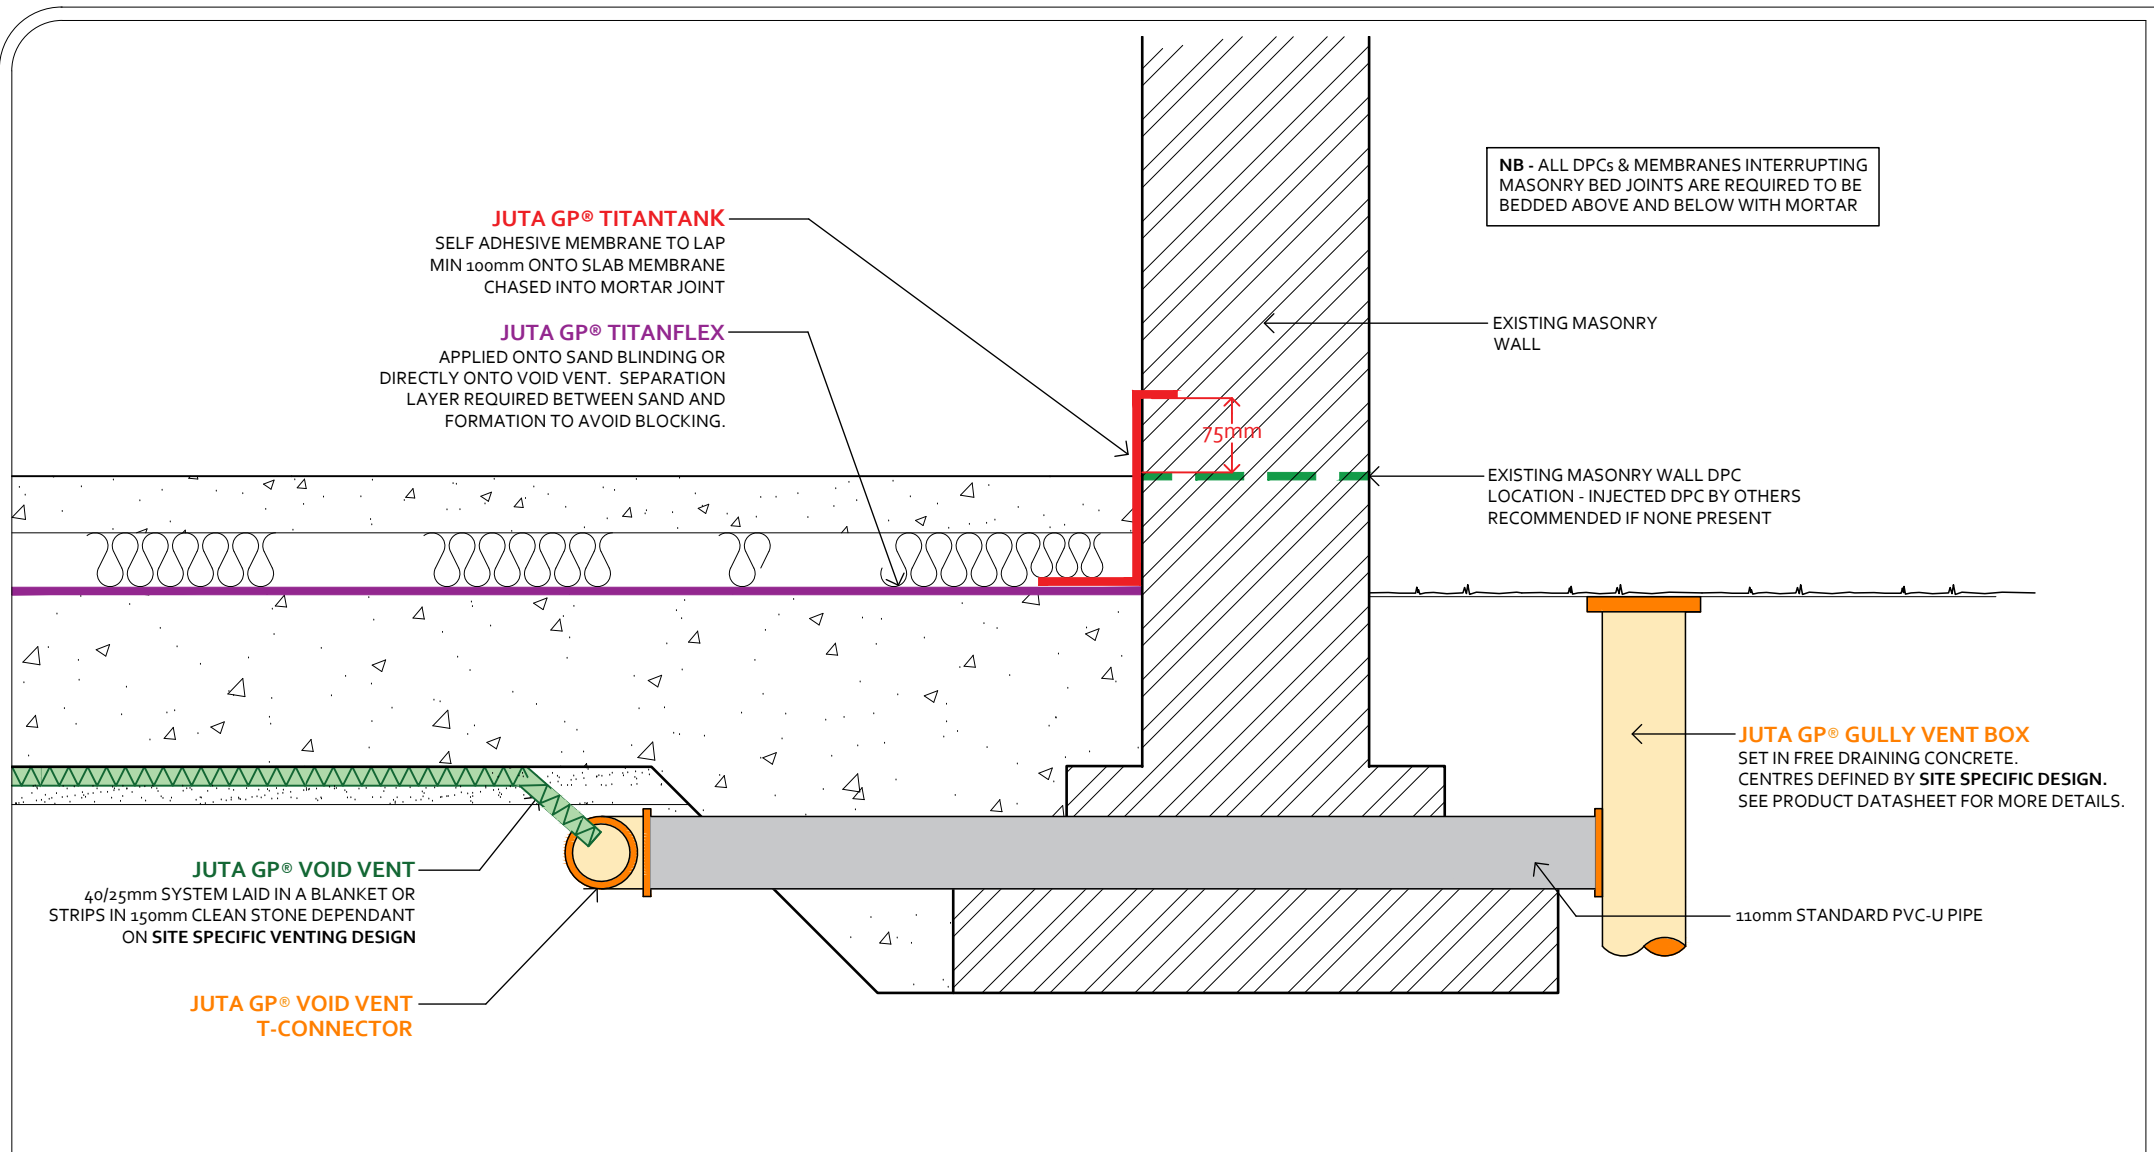 NB - ALL DPCs & MEMBRANES INTERRUPTING
MASONRY BED JOINTS ARE REQUIRED TO BE
BEDDED ABOVE AND BELOW WITH MORTAR
JUTA GP® TITANTANK
SELF ADHESIVE MEMBRANE TO LAP
MIN 100mm ONTO SLAB MEMBRANE
CHASED INTO MORTAR JOINT
JUTA GP® TITANFLEX
APPLIED ONTO SAND BLINDING OR
DIRECTLY ONTO VOID VENT. SEPARATION
LAYER REQUIRED BETWEEN SAND AND
FORMATION TO AVOID BLOCKING.
EXISTING MASONRY
WALL
75mm
EXISTING MASONRY WALL DPC
LOCATION - INJECTED DPC BY OTHERS
RECOMMENDED IF NONE PRESENT
JUTA GP® GULLY VENT BOX
SET IN FREE DRAINING CONCRETE.
CENTRES DEFINED BY SITE SPECIFIC DESIGN.
SEE PRODUCT DATASHEET FOR MORE DETAILS.
JUTA GP® VOID VENT
40/25mm SYSTEM LAID IN A BLANKET OR
STRIPS IN 150mm CLEAN STONE DEPENDANT
ON SITE SPECIFIC VENTING DESIGN
110mm STANDARD PVC-U PIPE
JUTA GP® VOID VENT
T-CONNECTOR